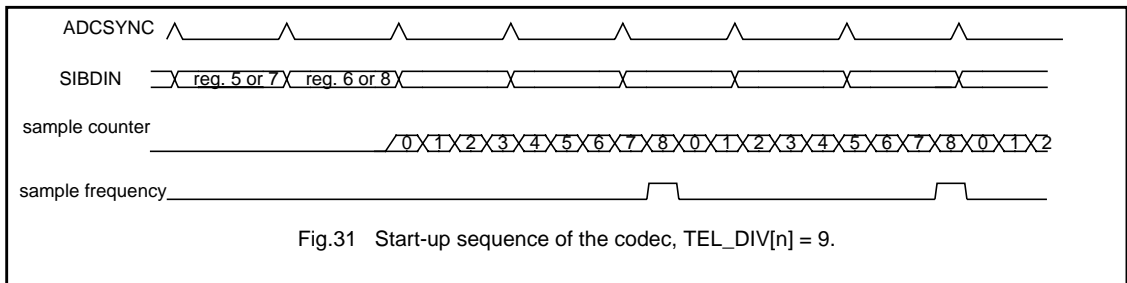 ADCSYNC
SIBDIN reg. 5 or 7 reg. 6 or 8
sample counter 0 1 2 3 4 5 6 7 8 0 1 2 3 4 5 6 7 8 0 1 2
sample frequency
Fig.31 Start-up sequence of the codec, TEL_DIV[n] = 9.